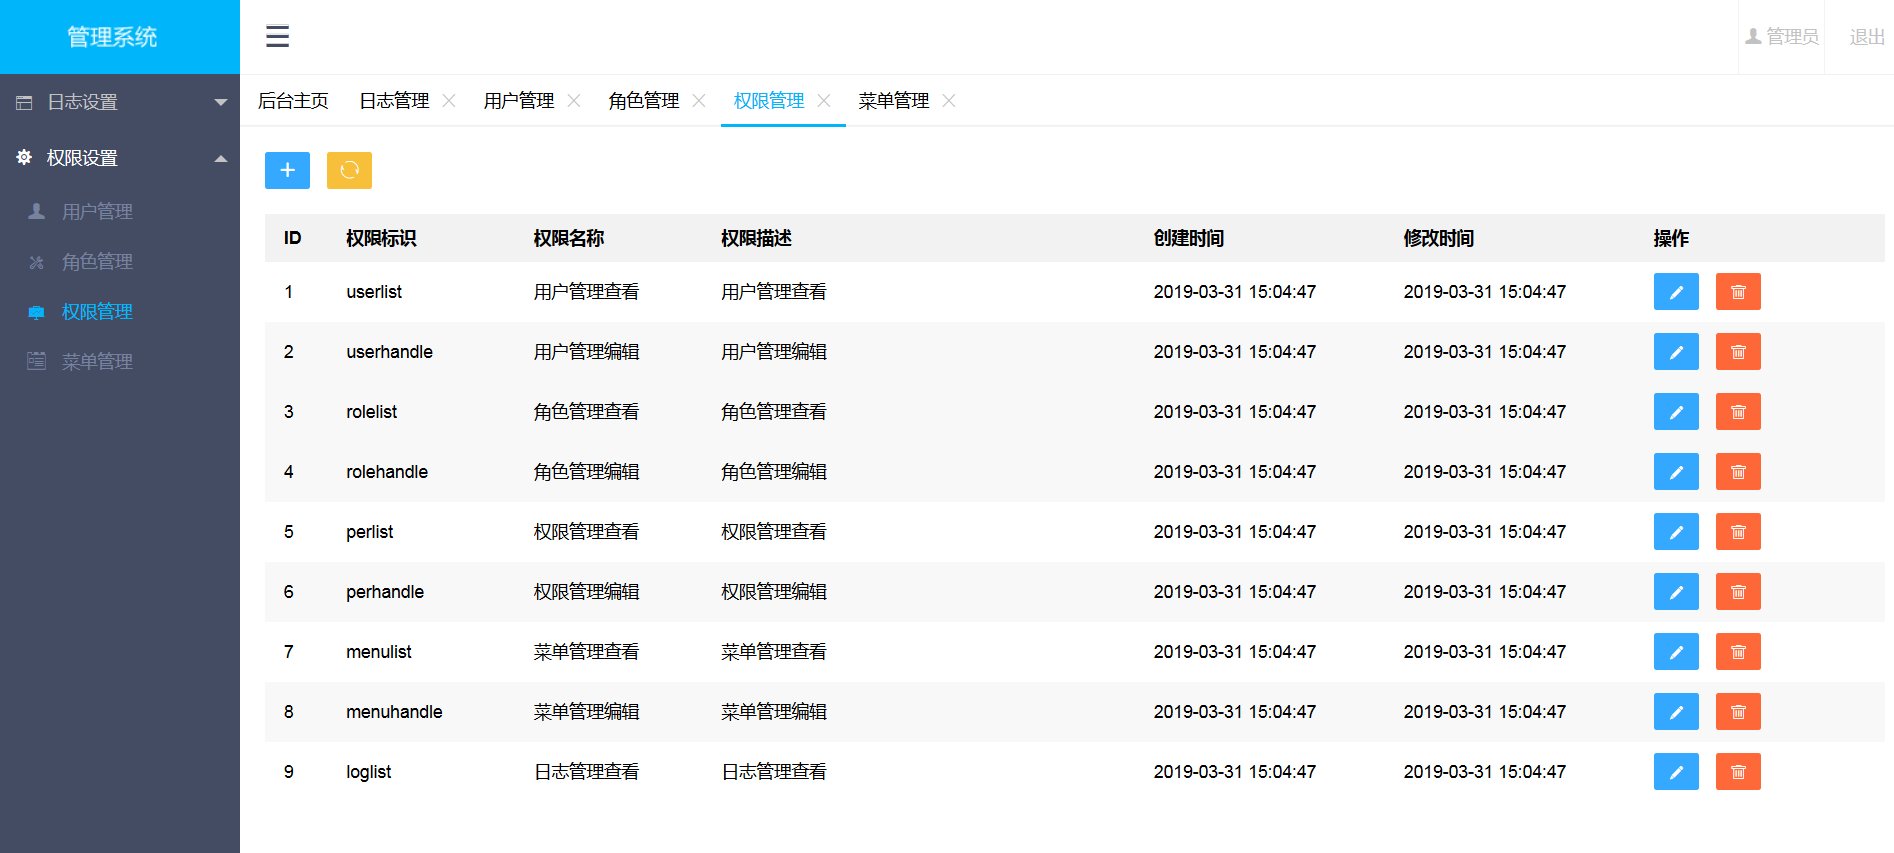 管理系统
管理员 退出
日志设置
权限设置
用户管理
角色管理
权限管理
菜单管理
后台主页 日志管理 用户管理 角色管理 权限管理 菜单管理
ID 权限标识 权限名称 权限描述 创建时间 修改时间 操作
1 userlist 用户管理查看 用户管理查看 2019-03-31 15:04:47 2019-03-31 15:04:47
2 userhandle 用户管理编辑 用户管理编辑 2019-03-31 15:04:47 2019-03-31 15:04:47
3 rolelist 角色管理查看 角色管理查看 2019-03-31 15:04:47 2019-03-31 15:04:47
4 rolehandle 角色管理编辑 角色管理编辑 2019-03-31 15:04:47 2019-03-31 15:04:47
5 perlist 权限管理查看 权限管理查看 2019-03-31 15:04:47 2019-03-31 15:04:47
6 perhandle 权限管理编辑 权限管理编辑 2019-03-31 15:04:47 2019-03-31 15:04:47
7 menulist 菜单管理查看 菜单管理查看 2019-03-31 15:04:47 2019-03-31 15:04:47
8 menuhandle 菜单管理编辑 菜单管理编辑 2019-03-31 15:04:47 2019-03-31 15:04:47
9 loglist 日志管理查看 日志管理查看 2019-03-31 15:04:47 2019-03-31 15:04:47